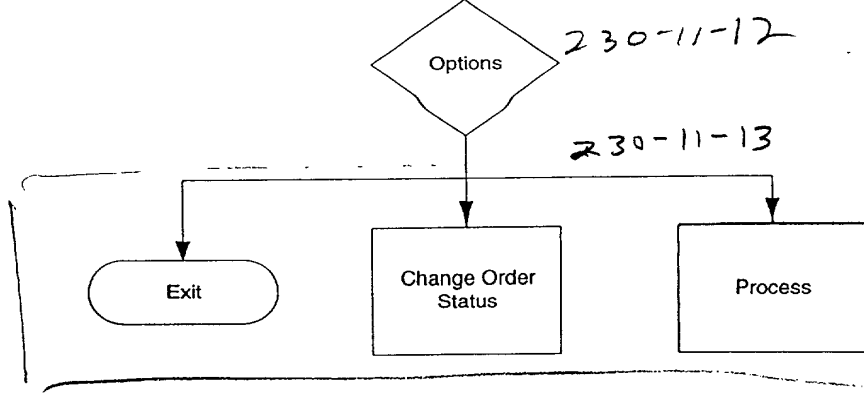 Options
230-11-12
230-11-13
Exit
Change Order
Status
Process